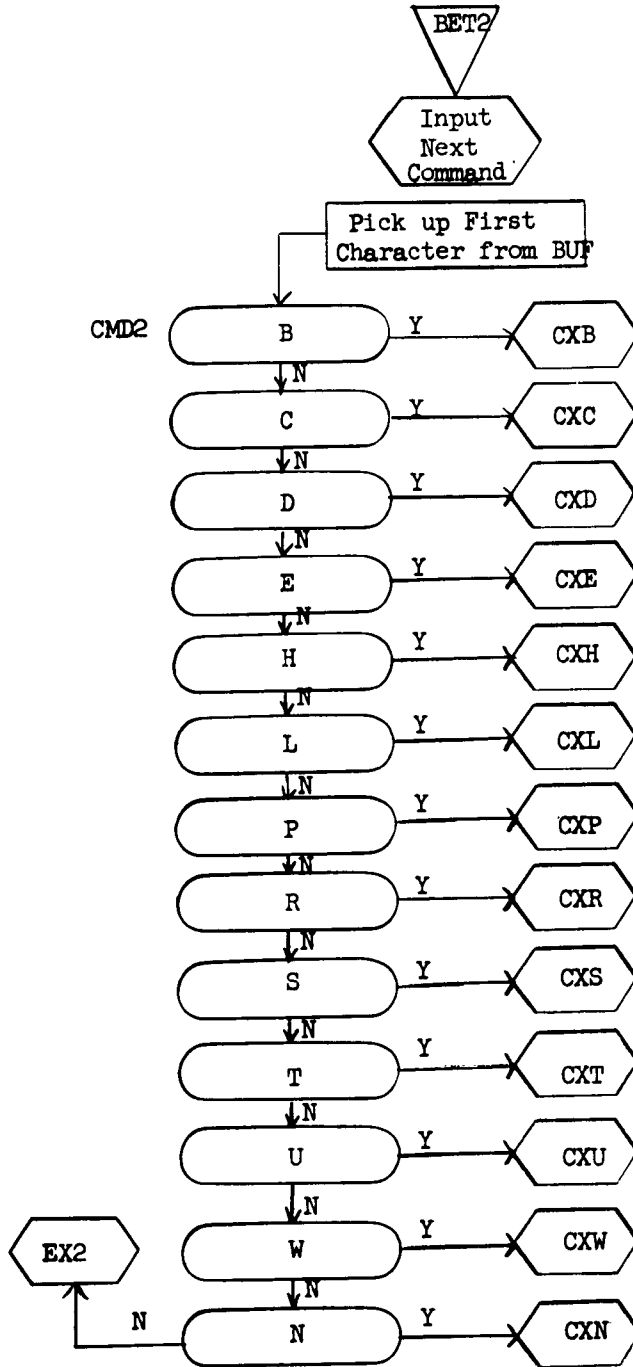 BET2
Input
Next
Command
Pick up First
Character from BUF
CMD2
B
Y
CXB
N
C
Y
CXC
N
D
Y
CXD
N
E
Y
CXE
N
H
Y
CXH
N
L
Y
CXL
N
P
Y
CXP
N
R
Y
CXR
N
S
Y
CXS
N
T
Y
CXT
N
U
Y
CXU
N
EX2
W
Y
CXW
N
N
N
Y
CXN